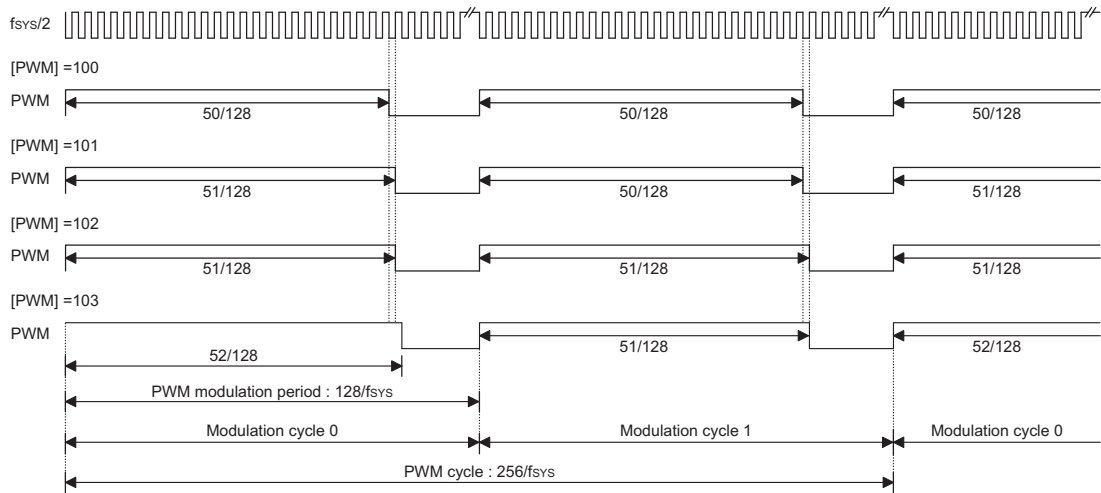 fSYS/2
[PWM] =100
PWM
50/128 50/128 50/128
[PWM] =101
PWM
51/128 50/128 51/128
[PWM] =102
PWM
51/128 51/128 51/128
[PWM] =103
PWM
52/128 51/128 52/128
PWM modulation period : 128/fSYS
Modulation cycle 0 Modulation cycle 1 Modulation cycle 0
PWM cycle : 256/fSYS